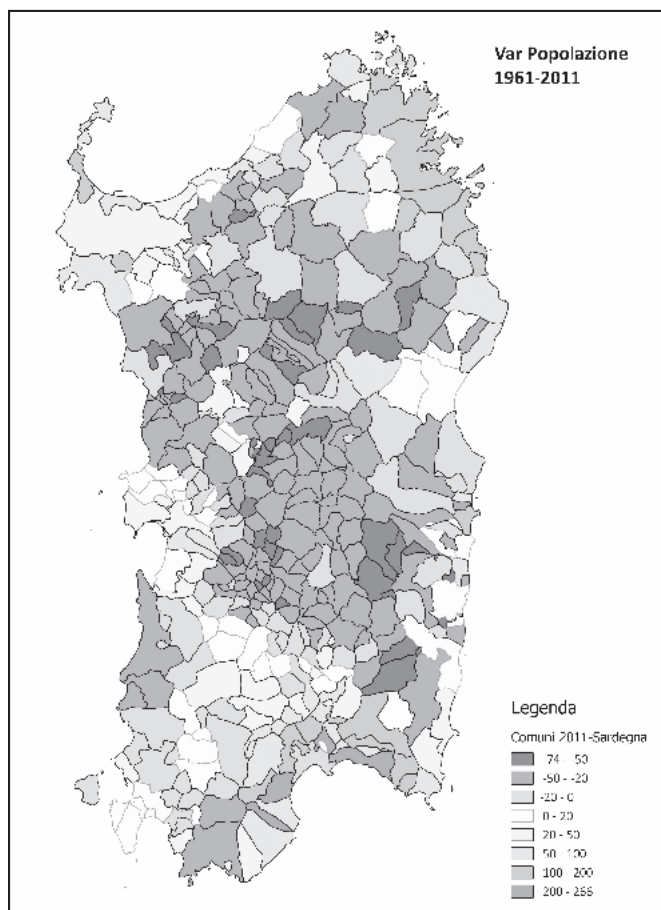 Var Popolazione
1961-2011
Legenda
Comuni 2011-Sardegna
-74 - -50
-50 - -20
-20 - 0
0 - 20
20 - 50
50 - 100
100 - 200
200 - 266